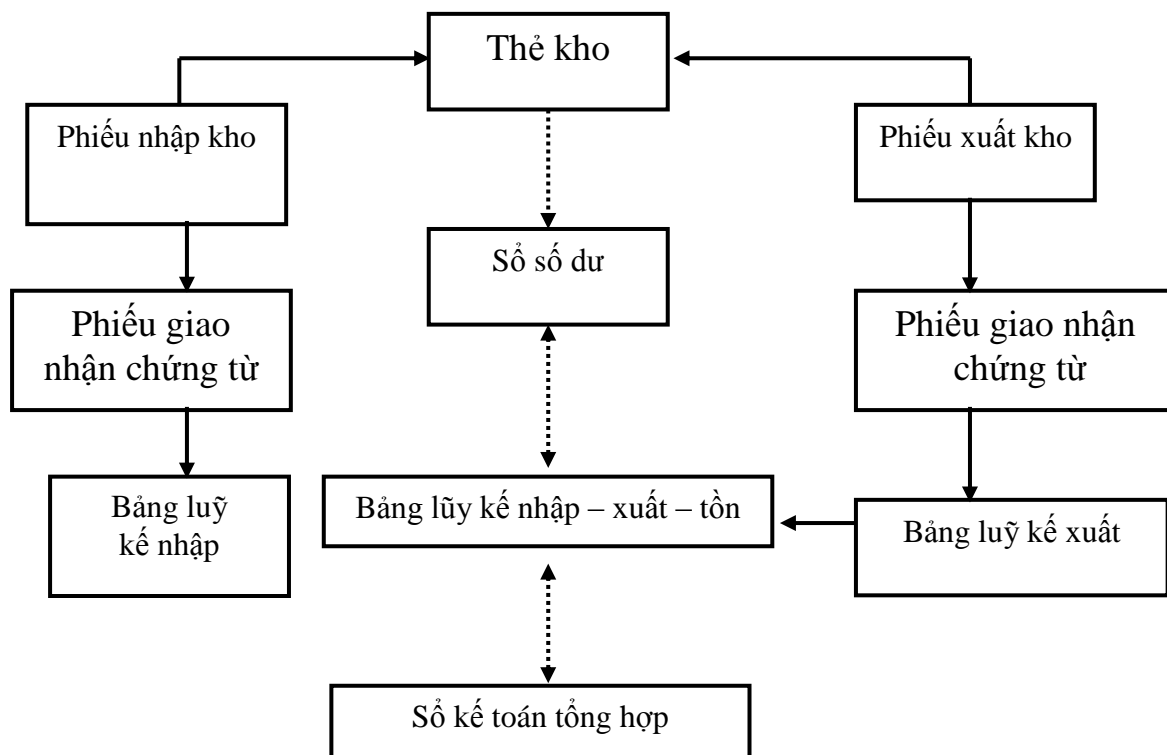 Thẻ kho
Phiếu nhập kho
Phiếu xuất kho
Sổ số dư
Phiếu giao
nhận chứng từ
Phiếu giao nhận
chứng từ
Bảng luỹ
kế nhập
Bảng lũy kế nhập – xuất – tồn
Bảng luỹ kế xuất
Sổ kế toán tổng hợp